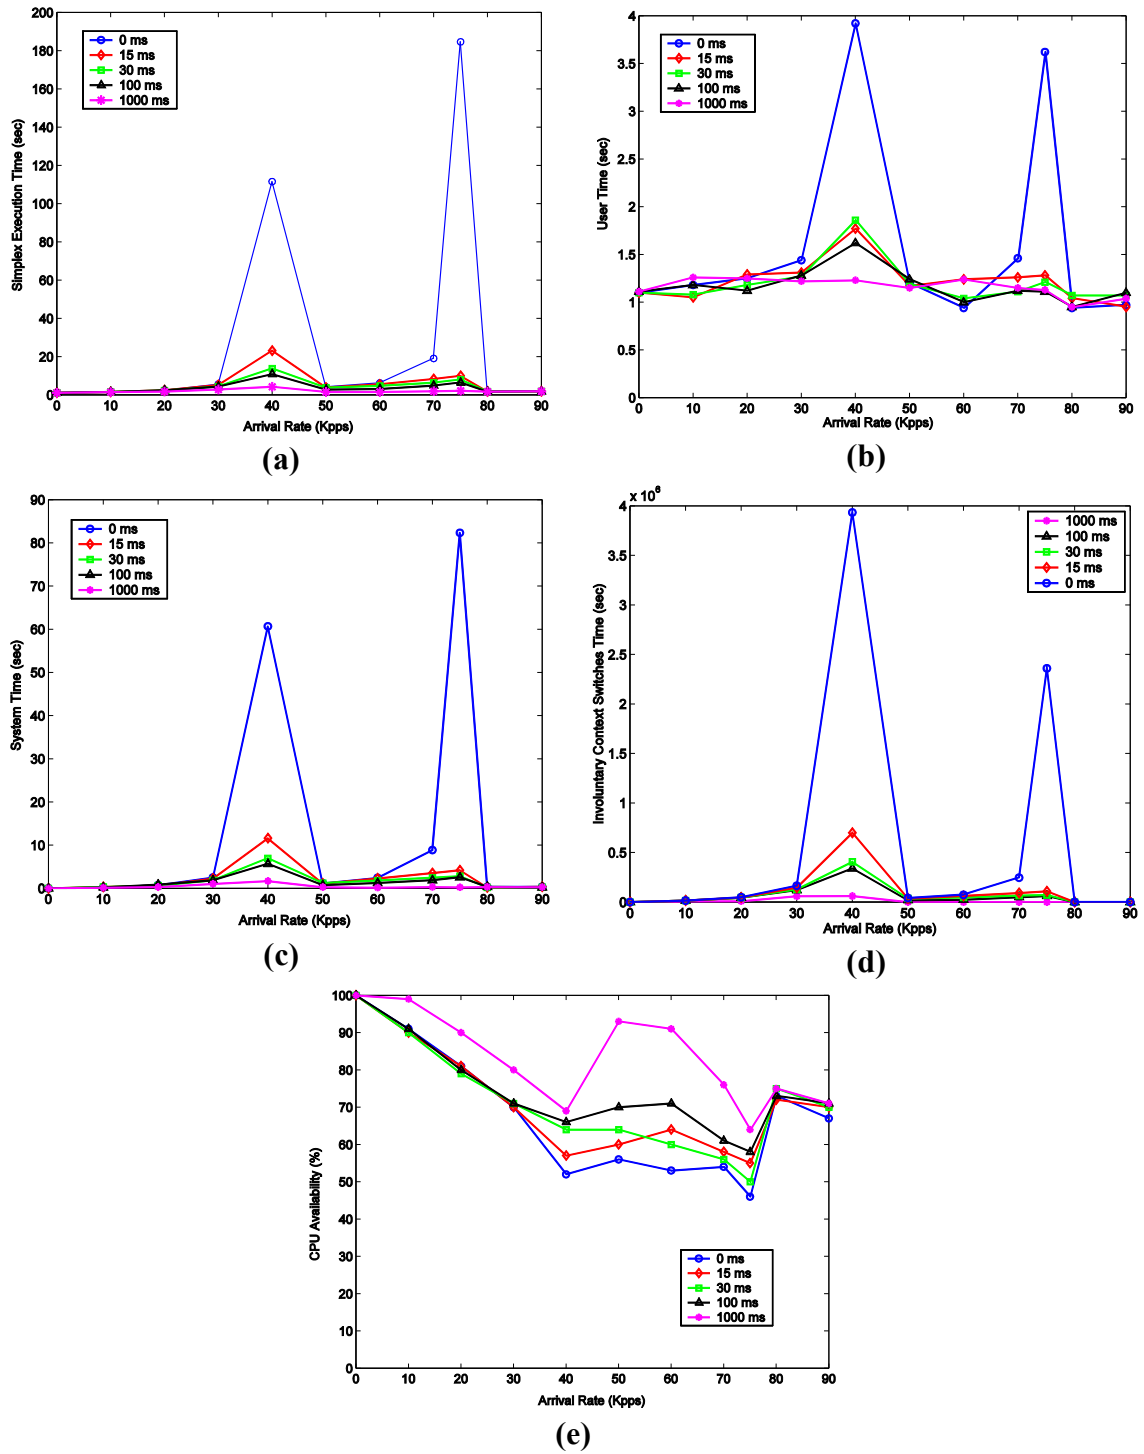 200
180
160
140
120
100
80
60
40
20
0
Simplex Execution Time (sec)
0 ms
15 ms
30 ms
100 ms
1000 ms
0 10 20 30 40 50 60 70 80 90
Arrival Rate (Kpps)
(a)
4
3.5
3
2.5
2
1.5
1
0.5
0
User Time (sec)
0 ms
15 ms
30 ms
100 ms
1000 ms
0 10 20 30 40 50 60 70 80 90
Arrival Rate (Kpps)
(b)
90
80
70
60
50
40
30
20
10
0
System Time (sec)
0 ms
15 ms
30 ms
100 ms
1000 ms
0 10 20 30 40 50 60 70 80 90
Arrival Rate (Kpps)
(c)
x 10^6
4
3.5
3
2.5
2
1.5
1
0.5
0
Involuntary Context Switches Time (sec)
1000 ms
100 ms
30 ms
15 ms
0 ms
0 10 20 30 40 50 60 70 80 90
Arrival Rate (Kpps)
(d)
100
90
80
70
60
50
40
30
20
10
0
CPU Availability (%)
0 ms
15 ms
30 ms
100 ms
1000 ms
0 10 20 30 40 50 60 70 80 90
Arrival Rate (Kpps)
(e)